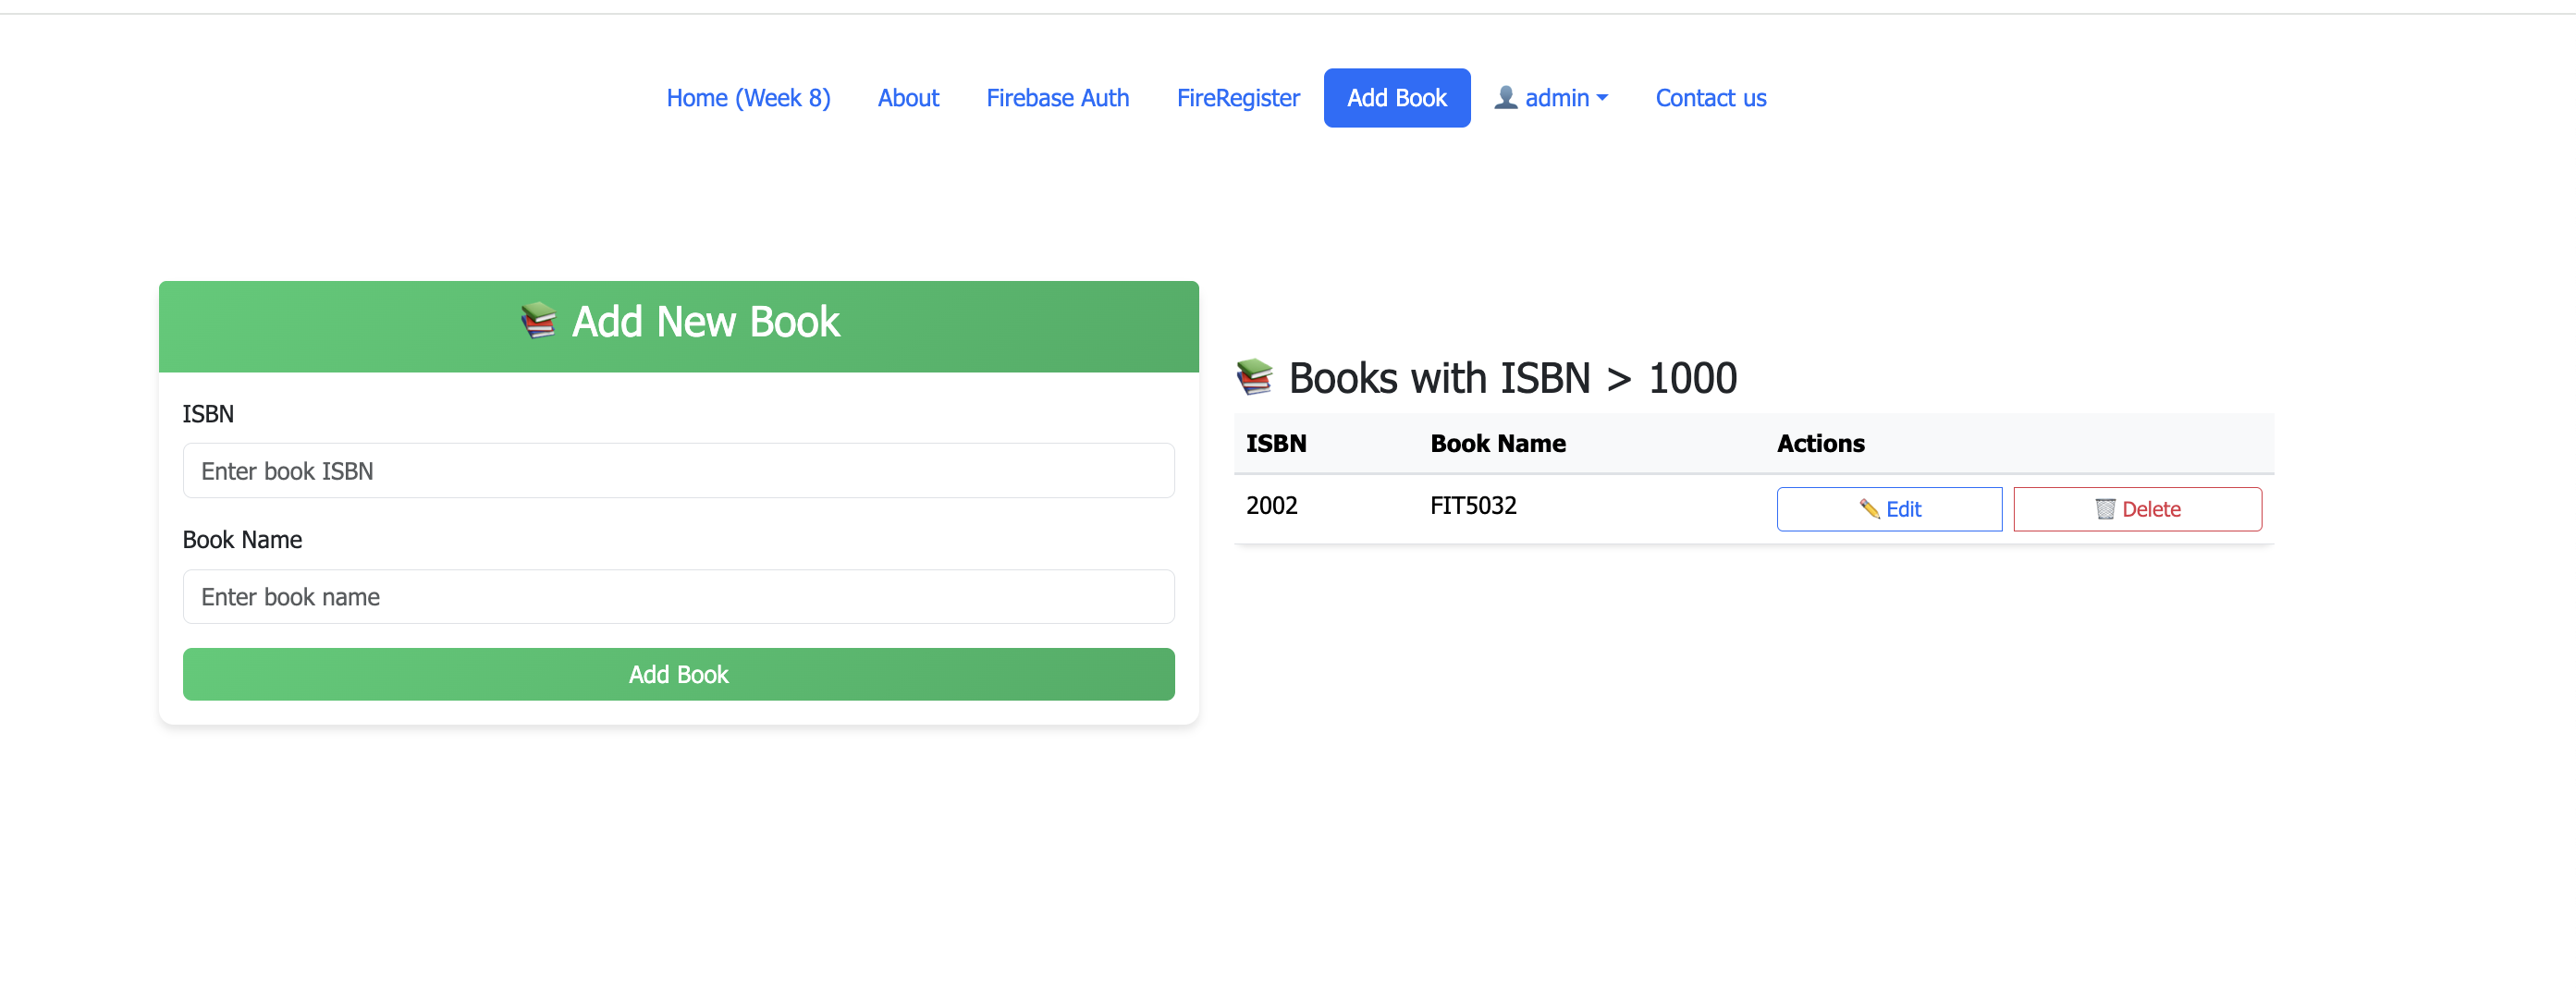 Home (Week 8) About Firebase Auth FireRegister Add Book 👤 admin Contact us
📚 Add New Book
ISBN
Enter book ISBN
Book Name
Enter book name
Add Book
📚 Books with ISBN > 1000
ISBN Book Name Actions
2002 FIT5032 ✏️ Edit 🗑️ Delete